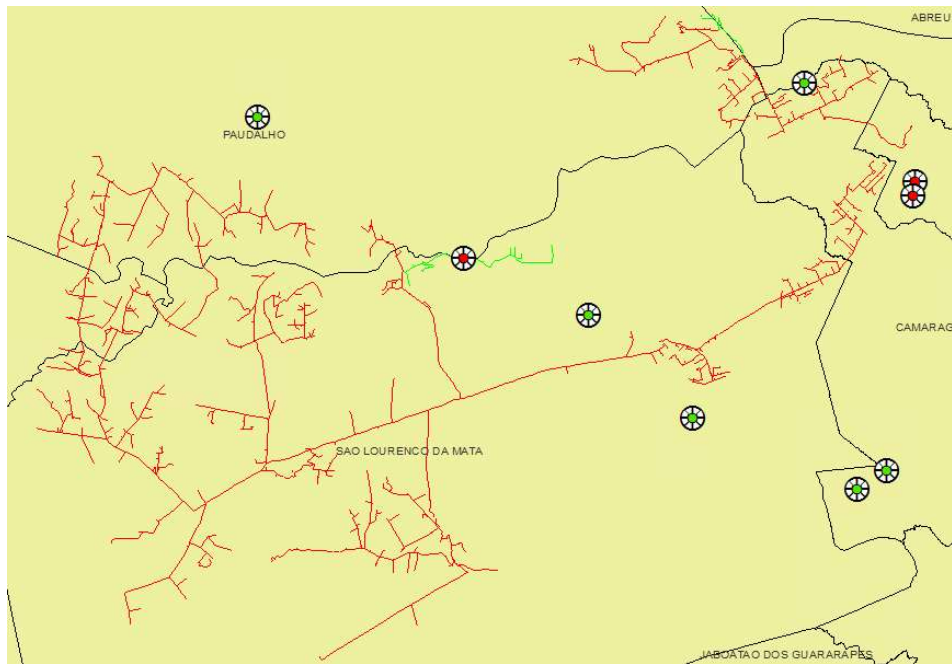 ABREU
PAUDALHO
CAMARAG
SAO LOURENCO DA MATA
JABOATAO DOS GUARARAPES